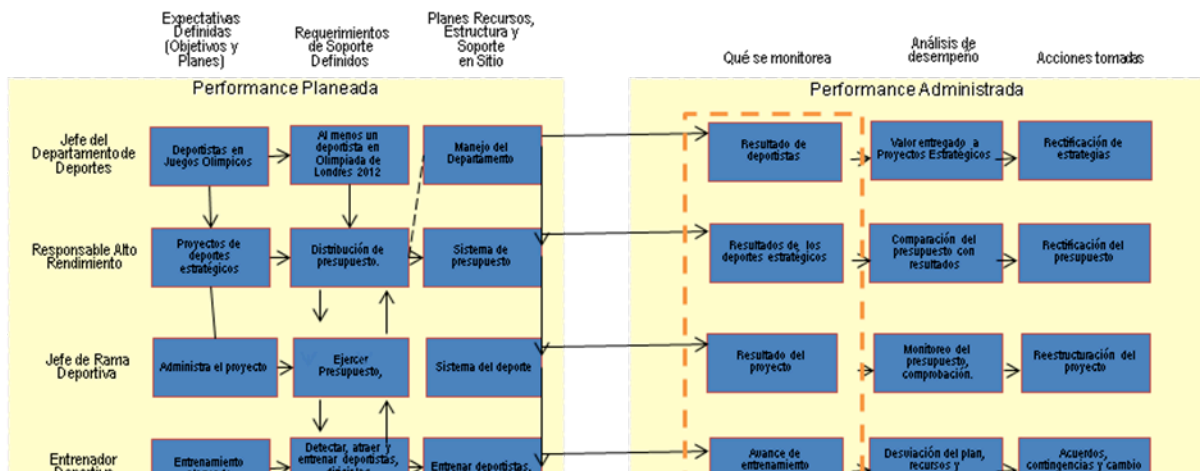 Expectativas
Definidas
(Objetivos y
Planes)
Requerimientos
de Soporte
Definidos
Planes Recursos,
Estructura y
Soporte
en Sitio
Qué se monitorea
Análisis de
desempeño
Acciones tomadas
Performance Planeada
Performance Administrada
Jefe del
Departamento de
Deportes
Deportistas en
Juegos Olimpicos
Al menos un
deportista en
Olimpiada de
Londres 2012
Manejo del
Departamento
Resultado de
deportistas
Valor entregado a
Proyectos Estratégicos
Rectificación de
estrategias
Responsable Alto
Rendimiento
Proyectos de
deportes
estratégicos
Distribución de
presupuesto.
Sistema de
presupuesto
Resultados de los
deportes estratégicos
Comparación del
presupuesto con
resultados
Rectificación del
presupuesto
Jefe de Rama
Deportiva
Administra el proyecto
Ejercer
Presupuesto,
Sistema del deporte
Resultado del
proyecto
Monitoreo del
presupuesto,
comprobación.
Reestructuración del
proyecto
Entrenador
Deportivo
Entrenamiento
Detectar, atraer y
entrenar deportistas,
Entrenar deportistas,
Avance de
entrenamiento
Desviación del plan,
recursos y
Acuerdos,
contingencias y cambio